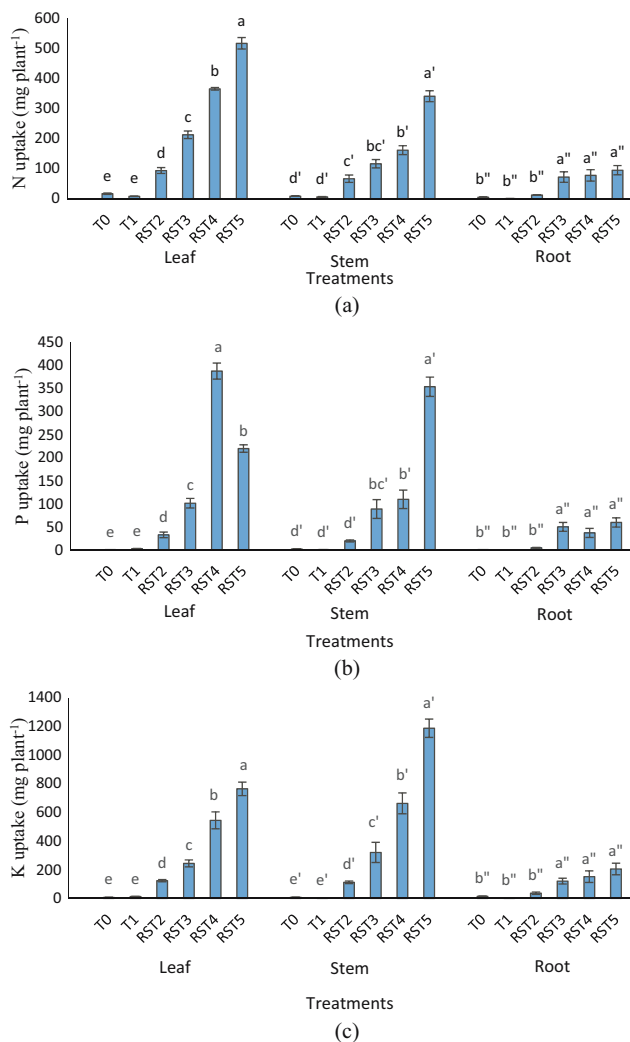 N uptake (mg plant-1)
600
500
400
300
200
100
0
e e d c b a d' d' c' bc' b' a' b" b" b" a" a" a"
T0 T1 RST2 RST3 RST4 RST5 T0 T1 RST2 RST3 RST4 RST5 T0 T1 RST2 RST3 RST4 RST5
Leaf Stem Root
Treatments
(a)
P uptake (mg plant-1)
450
400
350
300
250
200
150
100
50
0
e e d c a b d' d' d' bc' b' a' b" b" b" a" a" a"
T0 T1 RST2 RST3 RST4 RST5 T0 T1 RST2 RST3 RST4 RST5 T0 T1 RST2 RST3 RST4 RST5
Leaf Stem Root
Treatments
(b)
K uptake (mg plant-1)
1400
1200
1000
800
600
400
200
0
e e d c b a e' e' d' c' b' a' b" b" b" a" a" a"
T0 T1 RST2 RST3 RST4 RST5 T0 T1 RST2 RST3 RST4 RST5 T0 T1 RST2 RST3 RST4 RST5
Leaf Stem Root
Treatments
(c)